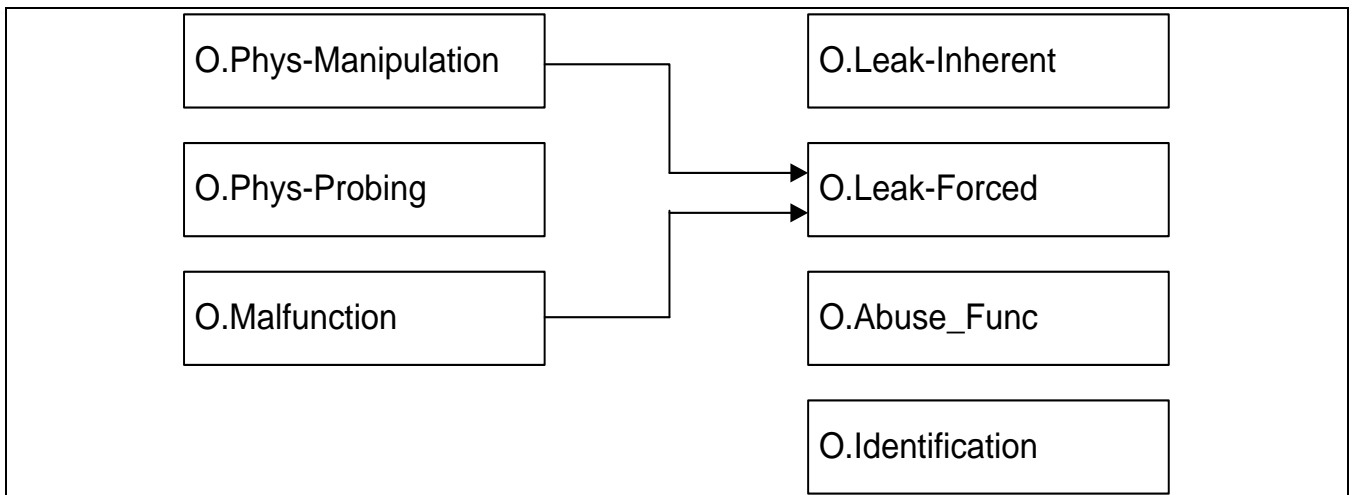 O.Phys-Manipulation
O.Leak-Inherent
O.Phys-Probing
O.Leak-Forced
O.Malfunction
O.Abuse_Func
O.Identification